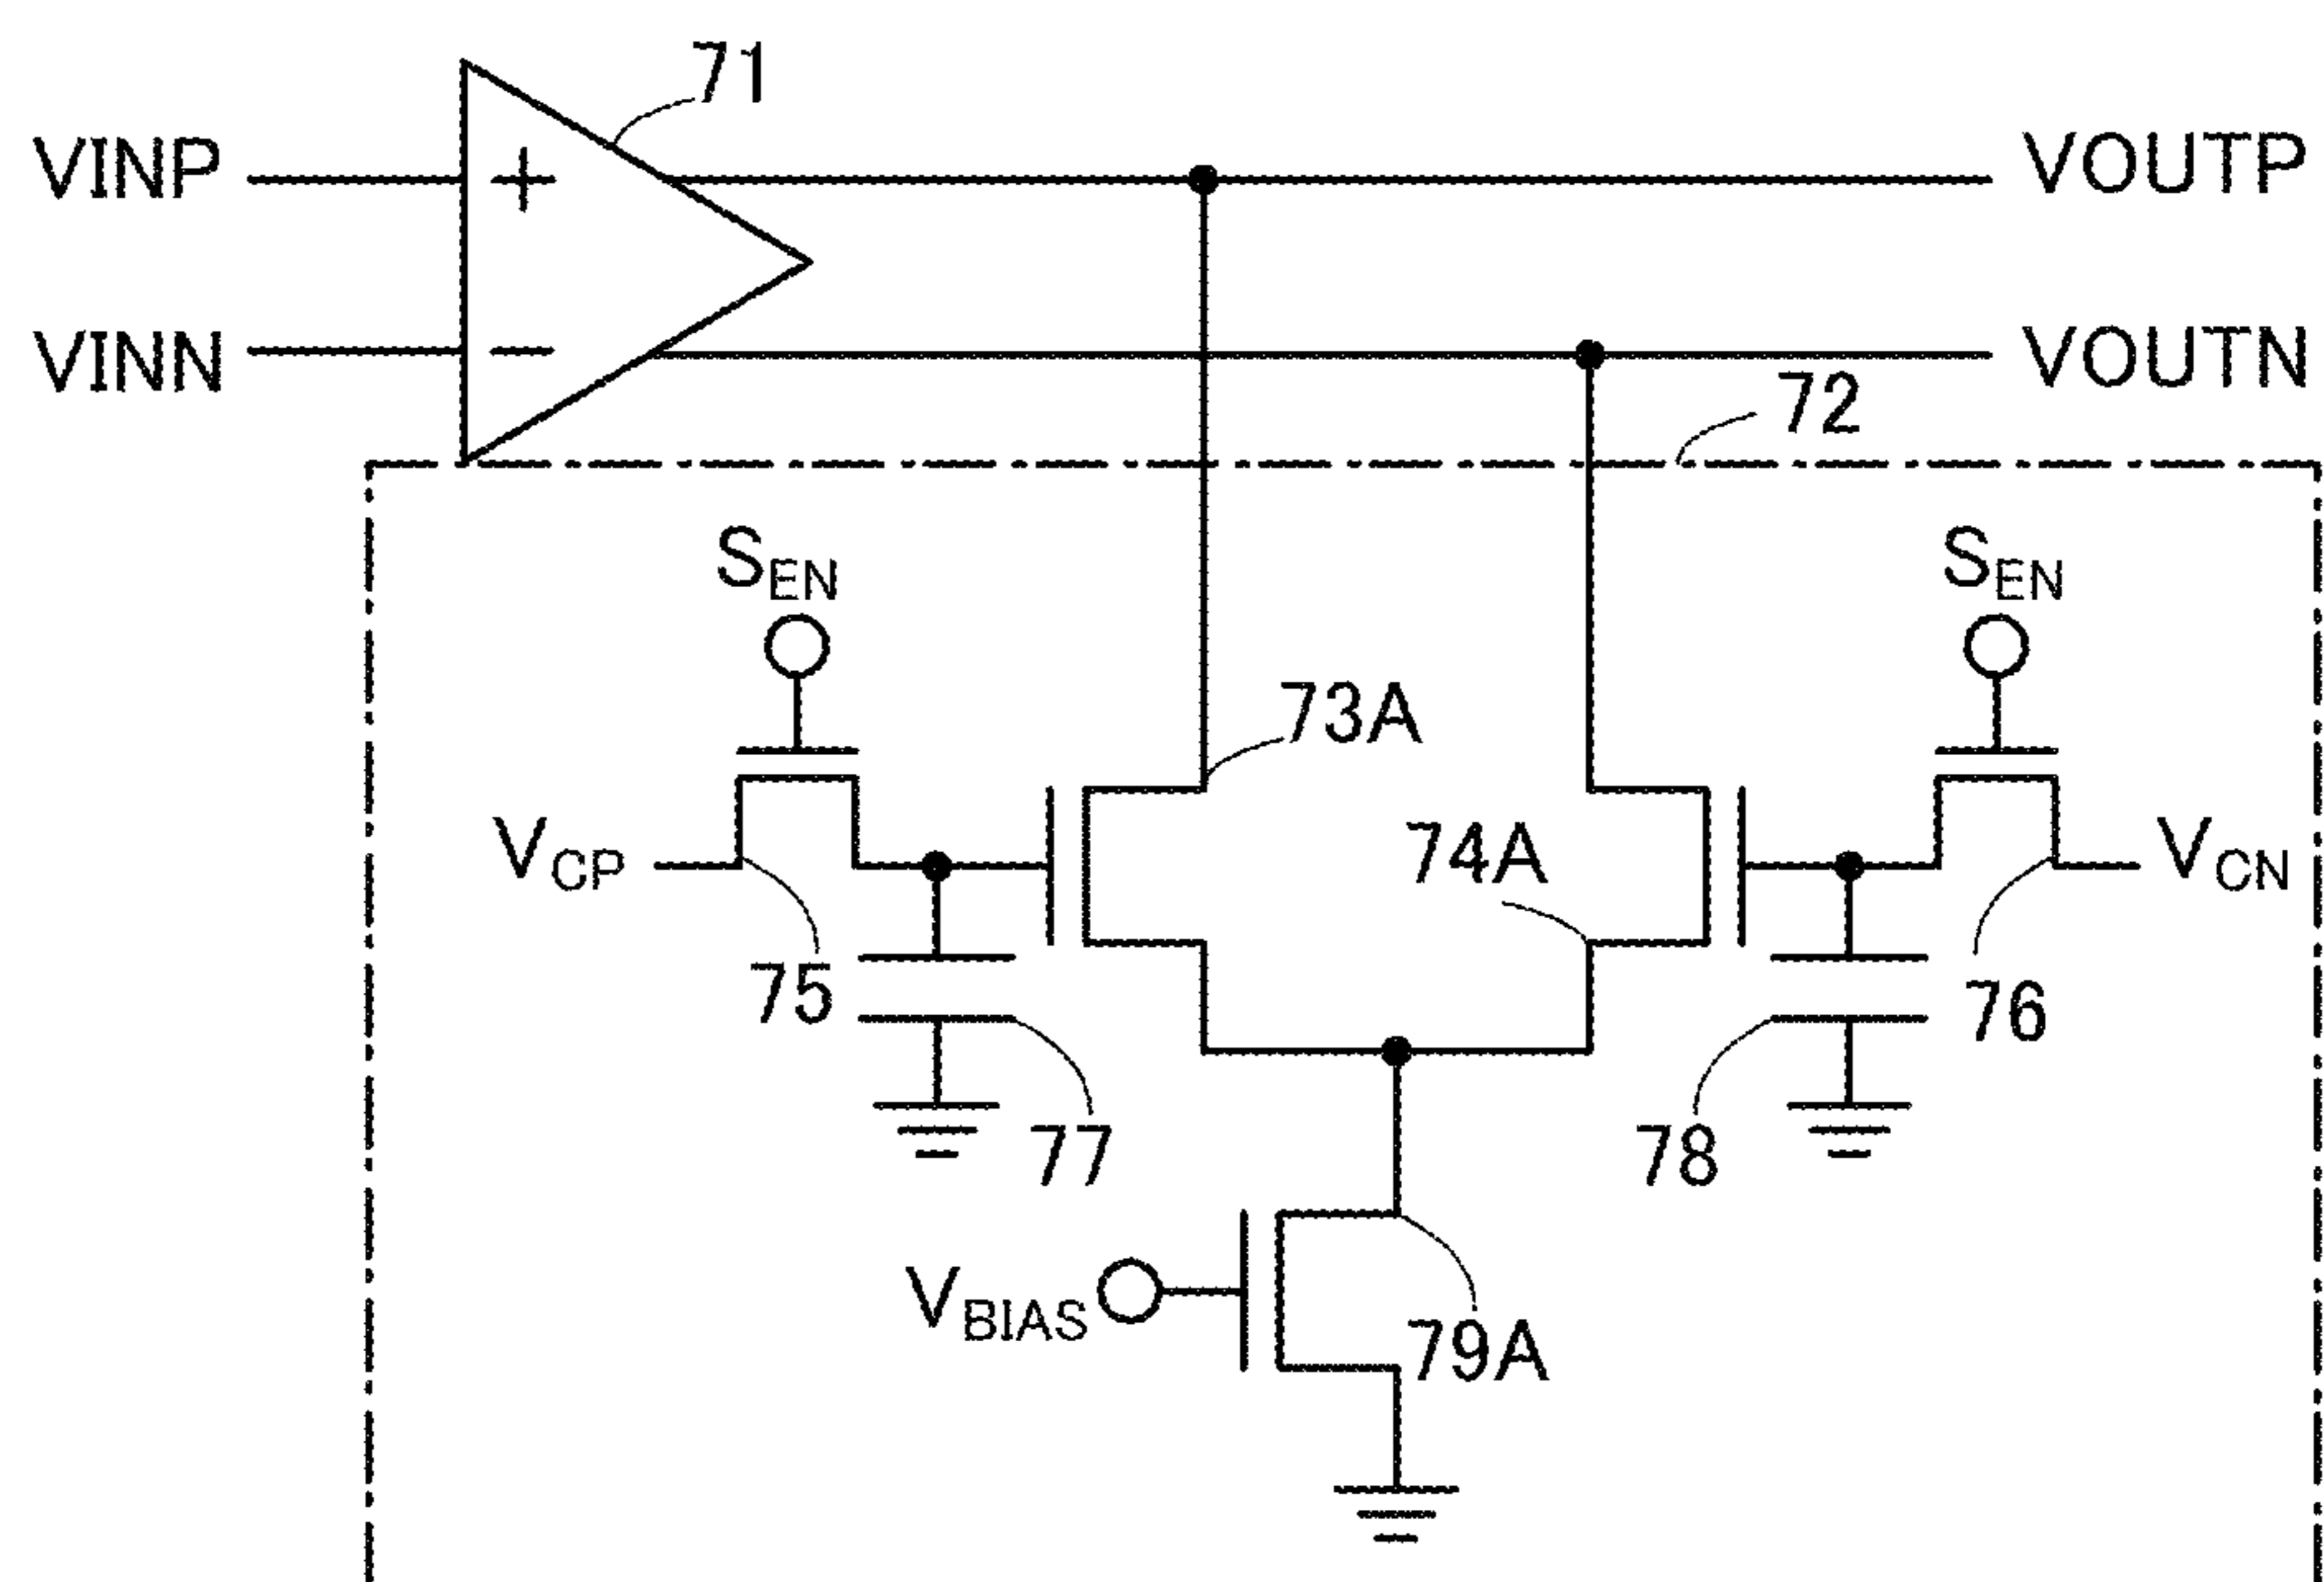 71
VINP + VOUTP
VINN − VOUTN
72
SEN SEN
73A
VCP 74A VCN
75 76
77 78
VBIAS 79A